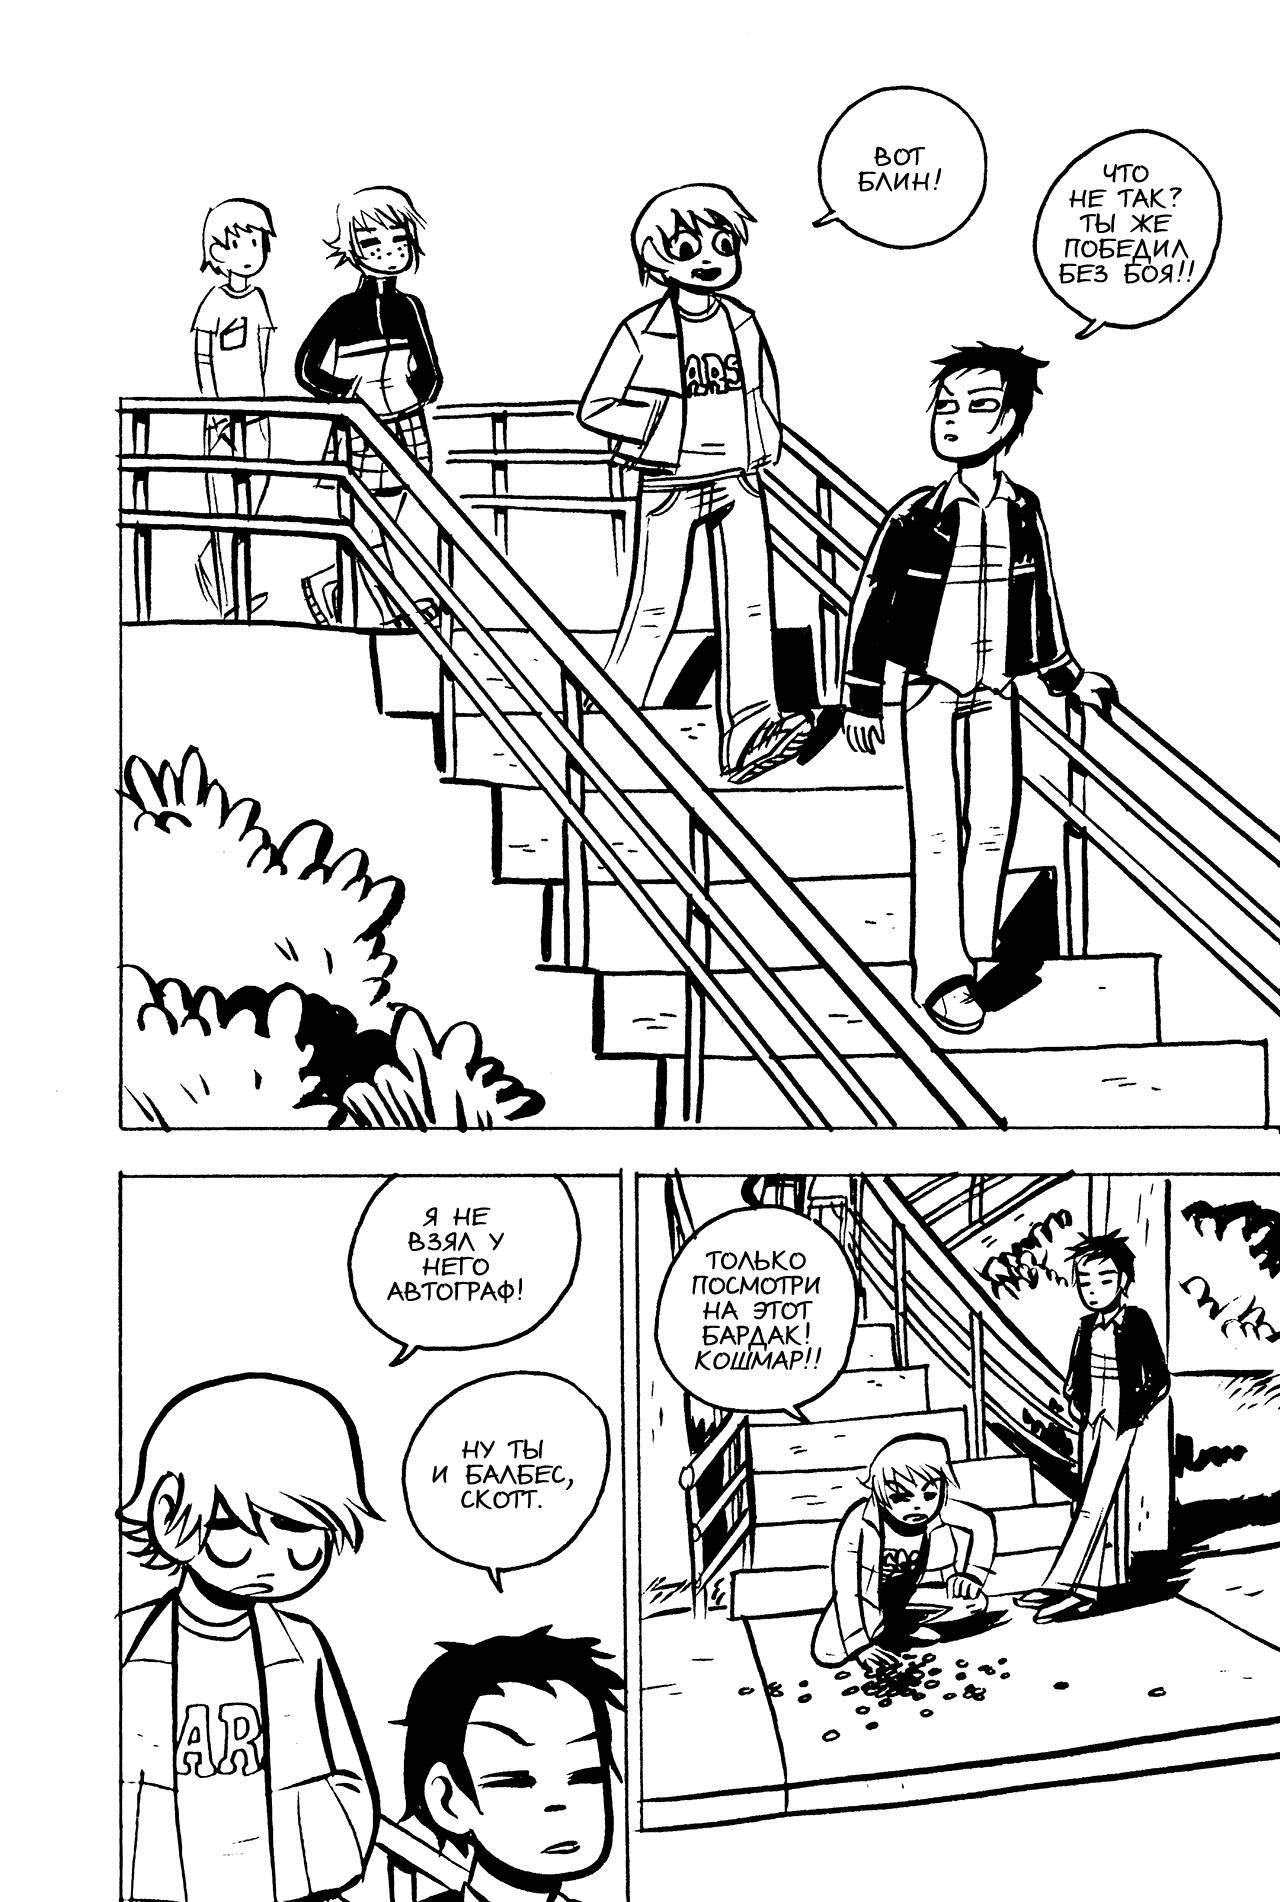 ВОТ
БЛИН!
ЧТО
НЕ ТАК?
ТЫ ЖЕ
ПОБЕДИЛ
БЕЗ БОЯ!!
ARS
Я НЕ
ВЗЯЛ У
НЕГО
АВТОГРАФ!
НУ ТЫ
И БАЛБЕС,
СКОТТ.
AR
ТОЛЬКО
ПОСМОТРИ
НА ЭТОТ
БАРДАК!
КОШМАР!!